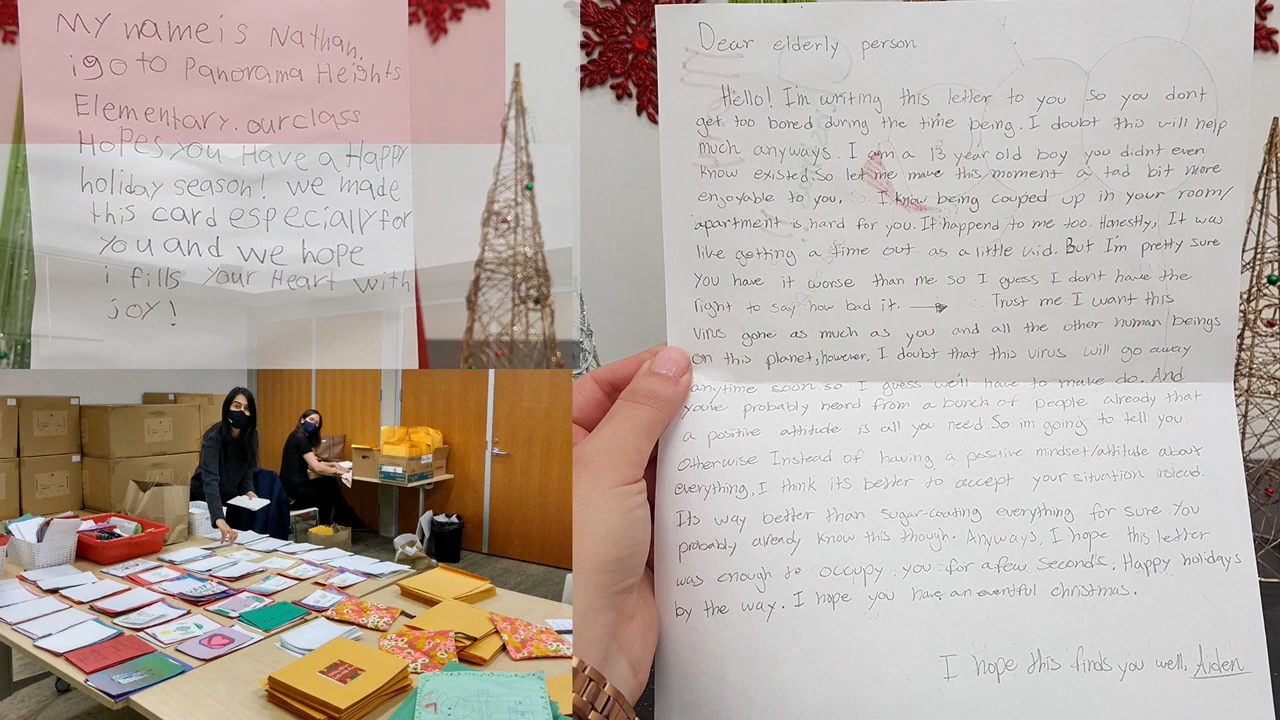 My name is Nathan.
i go to Panorama Heights
Elementary. our class
Hopes you Have a Happy
holiday season! we made
this card especially for
you and we hope
i fills your Heart with
joy!
Dear elderly person
Hello! I'm writing this letter to you so you dont
get too bored during the time being. I doubt this will help
much anyways. I am a 13 year old boy you didnt even
know existed. So let me make this moment a tad bit more
enjoyable to you. so I know being couped up in your room/
apartment is hard for you. It happend to me too. Honestly, It was
like getting a time out as a little kid. But I'm pretty sure
you have it worse than me so I guess I dont have the
right to say how bad it. → Trust me. I want this
virus gone as much as you and all the other human beings
on this planet, however, I doubt that this virus will go away
anytime soon so I guess we'll have to make do. And
you've probably heard from a bunch of people already that
a positive attitude is all you need. So im going to tell you
otherwise. Instead of having a positive mindset/attitude about
everything, I think its better to accept your situation instead.
Its way better than sugar-coating everything for sure. You
probably already know this though. Anyways, I hope this letter
was enough to occupy you for a few second's. Happy holidays
by the way. I hope you have an eventful christmas.
I hope this finds you well, Aiden